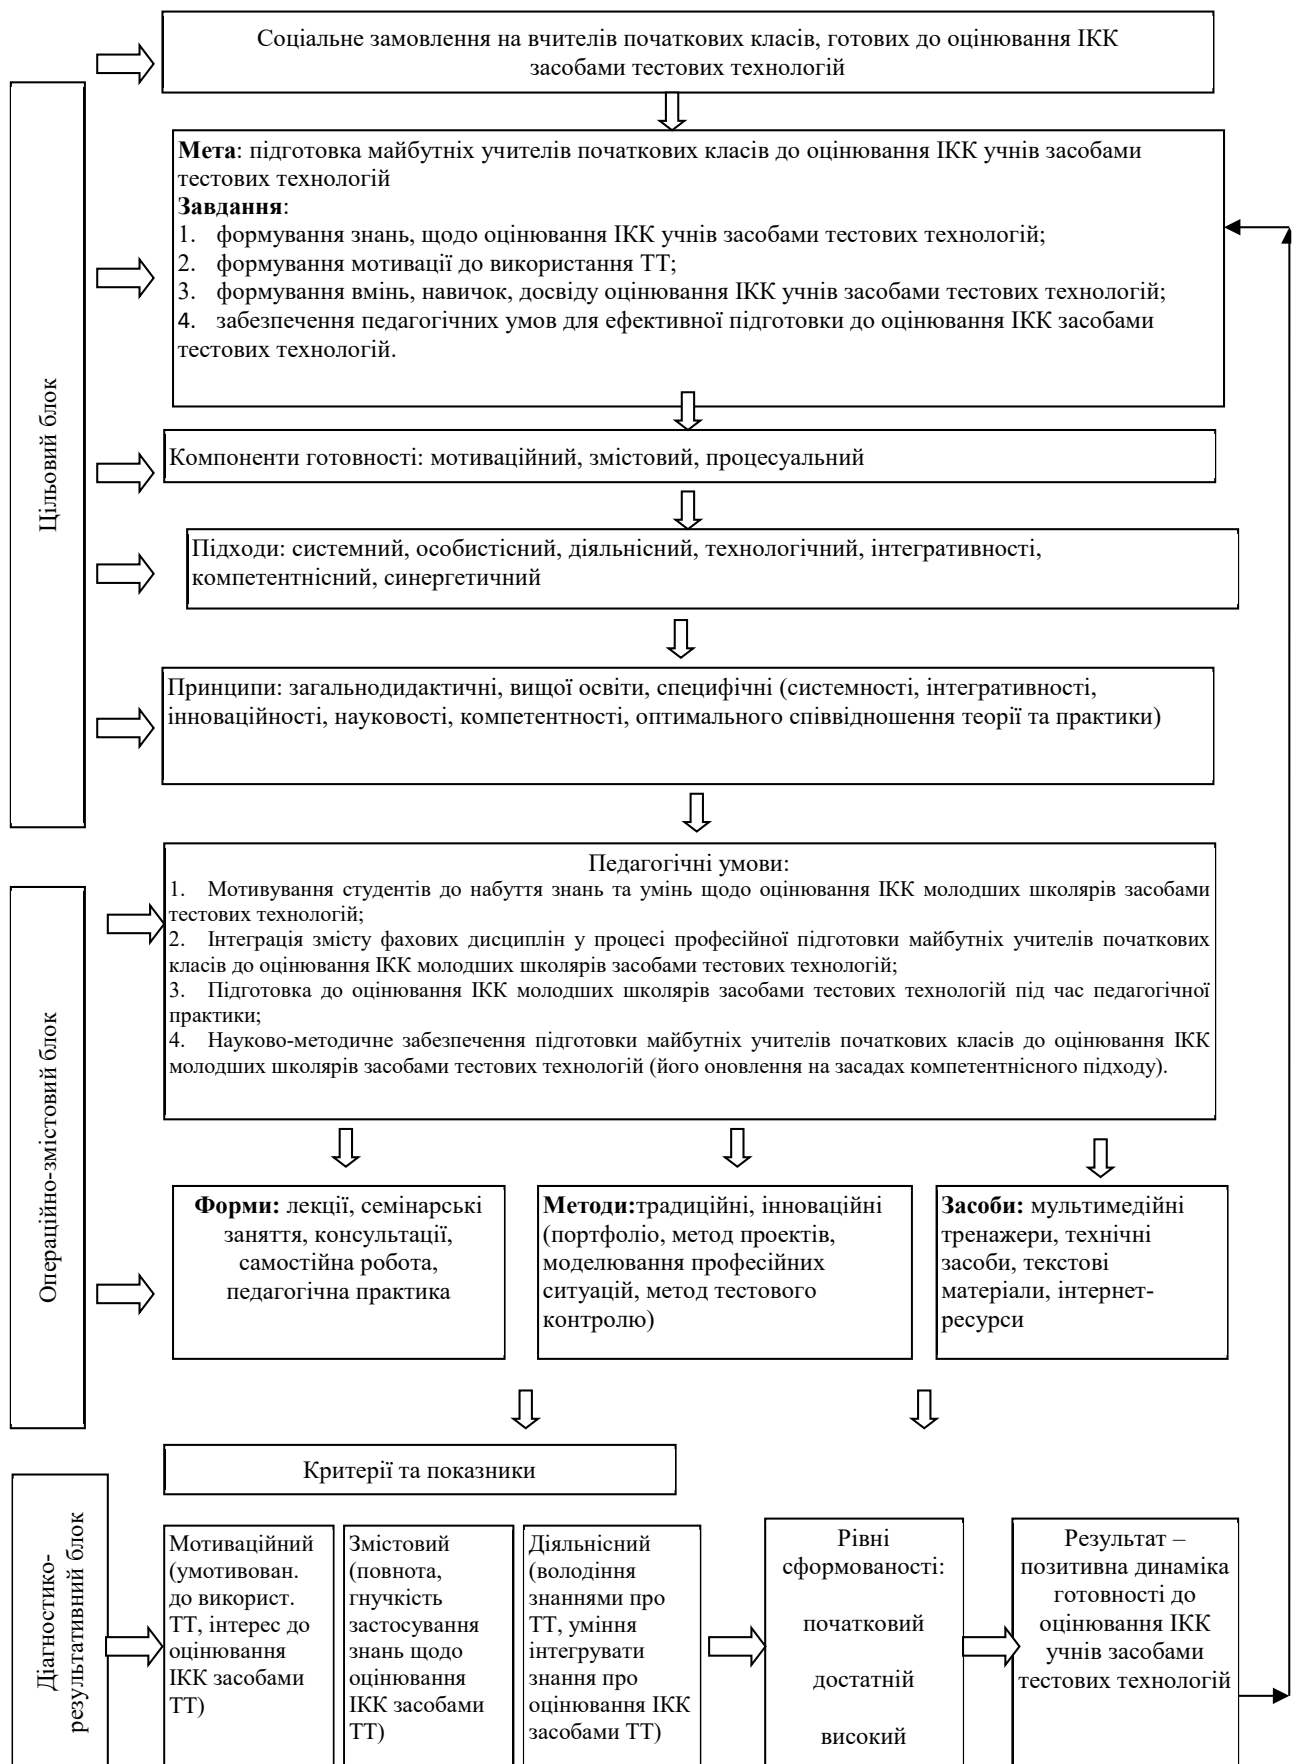 Соціальне замовлення на вчителів початкових класів, готових до оцінювання ІКК
засобами тестових технологій
Цільовий блок
Мета: підготовка майбутніх учителів початкових класів до оцінювання ІКК учнів засобами
тестових технологій
Завдання:
1. формування знань, щодо оцінювання ІКК учнів засобами тестових технологій;
2. формування мотивації до використання ТТ;
3. формування вмінь, навичок, досвіду оцінювання ІКК учнів засобами тестових технологій;
4. забезпечення педагогічних умов для ефективної підготовки до оцінювання ІКК засобами
тестових технологій.
Компоненти готовності: мотиваційний, змістовий, процесуальний
Підходи: системний, особистісний, діяльнісний, технологічний, інтегративності,
компетентнісний, синергетичний
Принципи: загальнодидактичні, вищої освіти, специфічні (системності, інтегративності,
інноваційності, науковості, компетентності, оптимального співвідношення теорії та практики)
Операційно-змістовий блок
Педагогічні умови:
1. Мотивування студентів до набуття знань та умінь щодо оцінювання ІКК молодших школярів засобами
тестових технологій;
2. Інтеграція змісту фахових дисциплін у процесі професійної підготовки майбутніх учителів початкових
класів до оцінювання ІКК молодших школярів засобами тестових технологій;
3. Підготовка до оцінювання ІКК молодших школярів засобами тестових технологій під час педагогічної
практики;
4. Науково-методичне забезпечення підготовки майбутніх учителів початкових класів до оцінювання ІКК
молодших школярів засобами тестових технологій (його оновлення на засадах компетентнісного підходу).
Форми: лекції, семінарські
заняття, консультації,
самостійна робота,
педагогічна практика
Методи:традиційні, інноваційні
(портфоліо, метод проектів,
моделювання професійних
ситуацій, метод тестового
контролю)
Засоби: мультимедійні
тренажери, технічні
засоби, текстові
матеріали, інтернет-
ресурси
Діагностико-
результативний блок
Критерії та показники
Мотиваційний
(умотивован.
до використ.
ТТ, інтерес до
оцінювання
ІКК засобами
ТТ)
Змістовий
(повнота,
гнучкість
застосування
знань щодо
оцінювання
ІКК засобами
ТТ)
Діяльнісний
(володіння
знаннями про
ТТ, уміння
інтегрувати
знання про
оцінювання ІКК
засобами ТТ)
Рівні
сформованості:
початковий
достатній
високий
Результат –
позитивна динаміка
готовності до
оцінювання ІКК
учнів засобами
тестових технологій